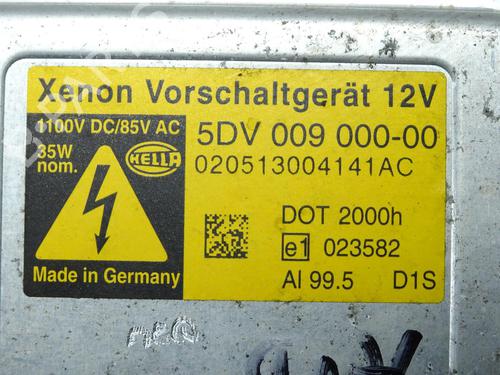 Xenon Vorschaltgerät 12V
1100V DC/85V AC
35W
nom.
HELLA
5DV 009 000-00
020513004141AC
DOT 2000h
e1 023582
Made in Germany
Al 99.5 D1S